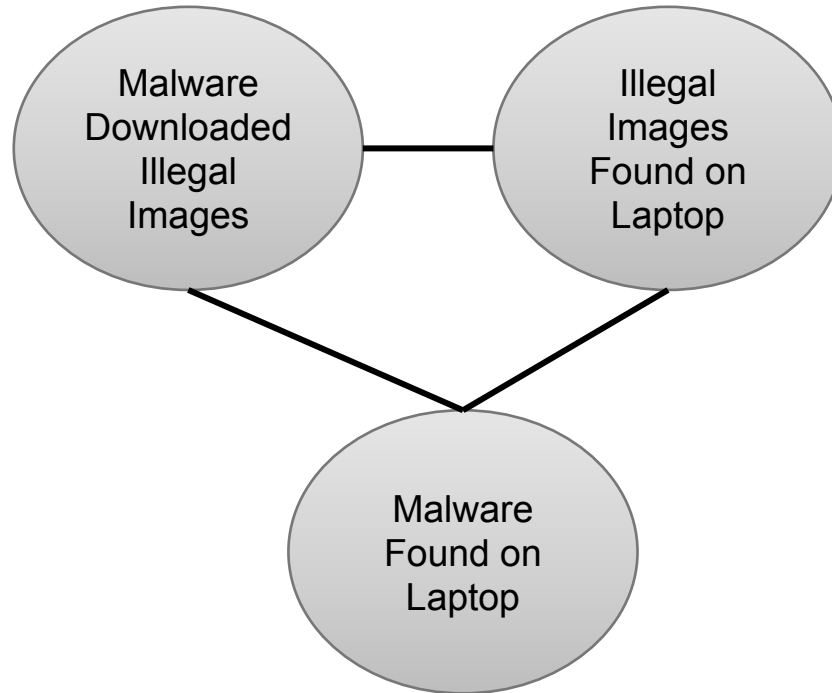 Malware
Downloaded
Illegal
Images
Illegal
Images
Found on
Laptop
Malware
Found on
Laptop